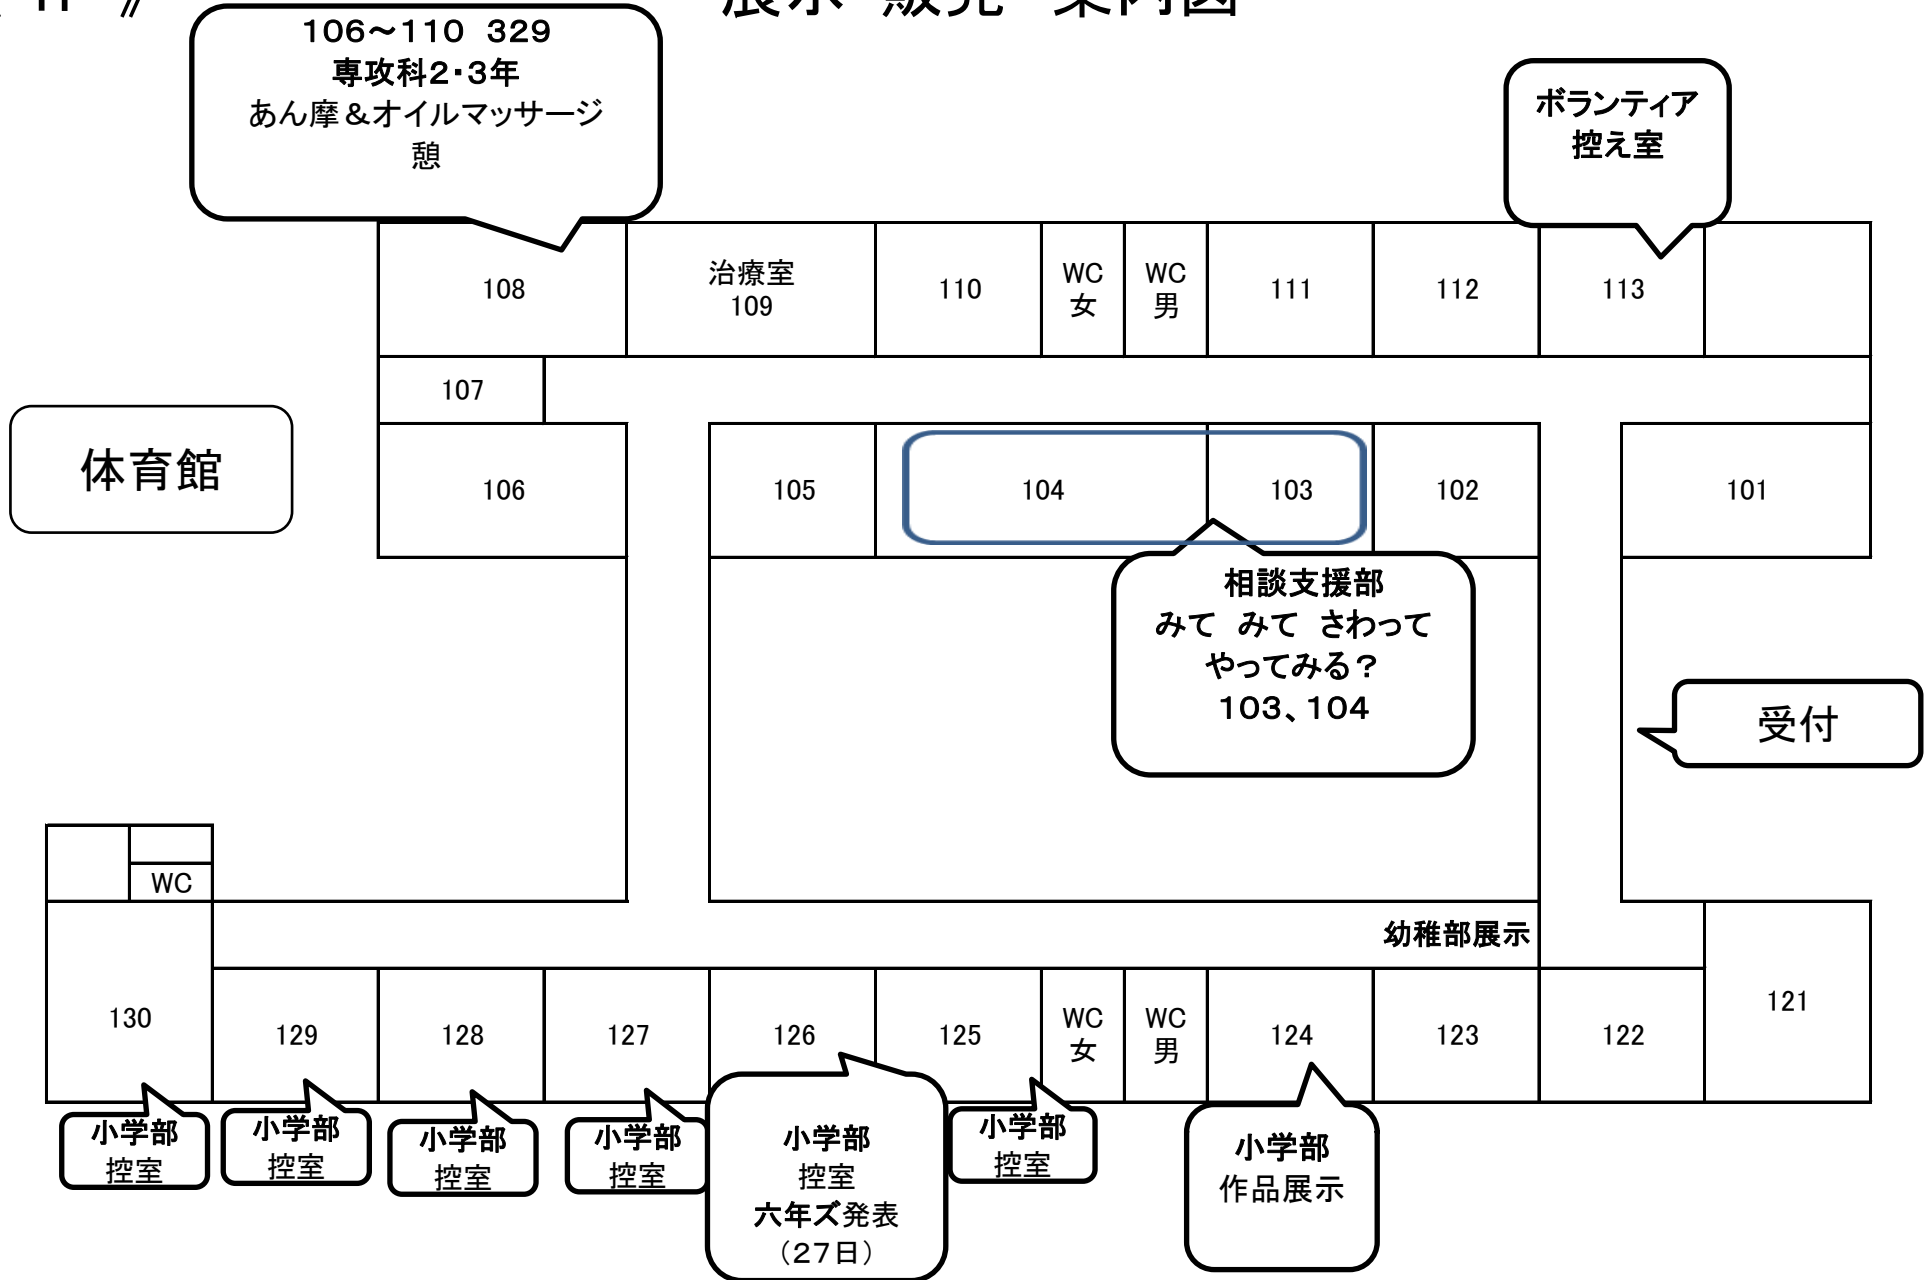 展示 販売 案内図
106～110 329
専攻科2・3年
あん摩＆オイルマッサージ
憩
ボランティア
控え室
108
治療室
109
110
WC
女
WC
男
111
112
113
107
体育館
106
105
104
103
102
101
相談支援部
みて みて さわって
やってみる？
103、104
受付
WC
幼稚部展示
130
129
128
127
126
125
WC
女
WC
男
124
123
122
121
小学部
控室
小学部
控室
小学部
控室
小学部
控室
小学部
控室
六年ズ発表
（27日）
小学部
控室
小学部
作品展示